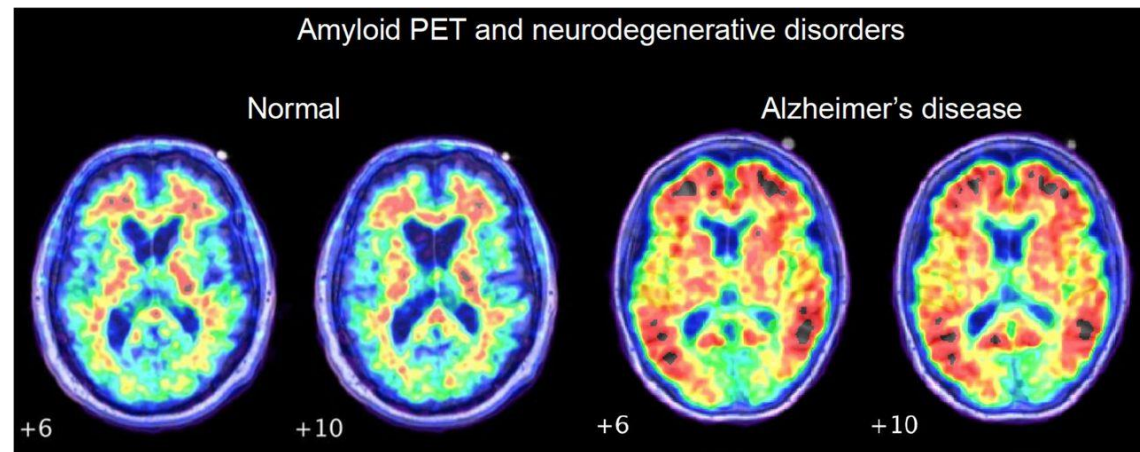 Amyloid PET and neurodegenerative disorders
Normal
Alzheimer’s disease
+6
+10
+6
+10